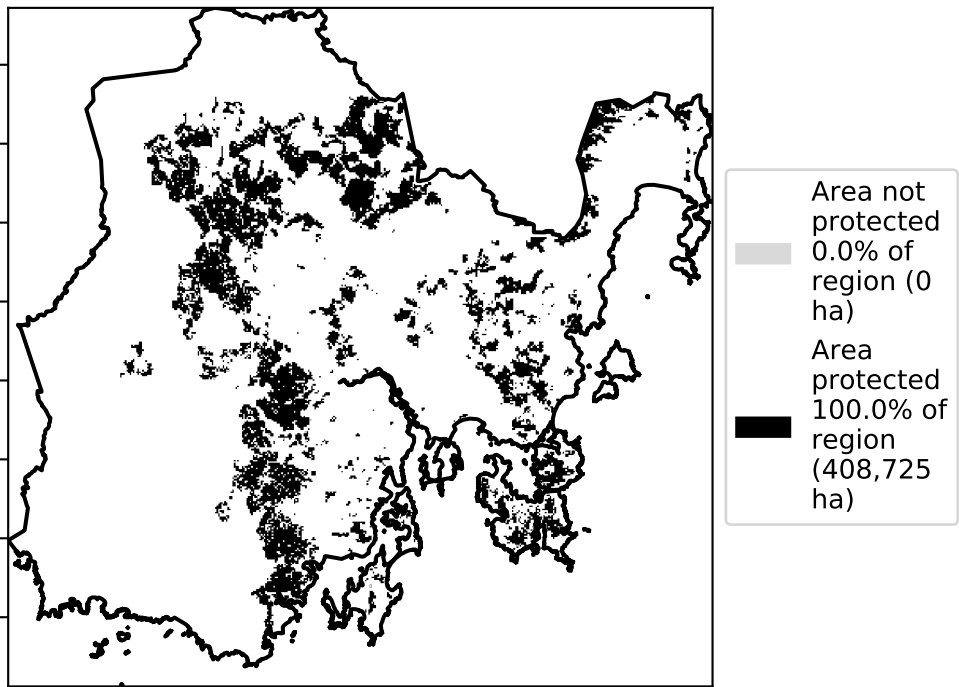 Area not
protected
0.0% of
region (0
ha)
Area
protected
100.0% of
region
(408,725
ha)